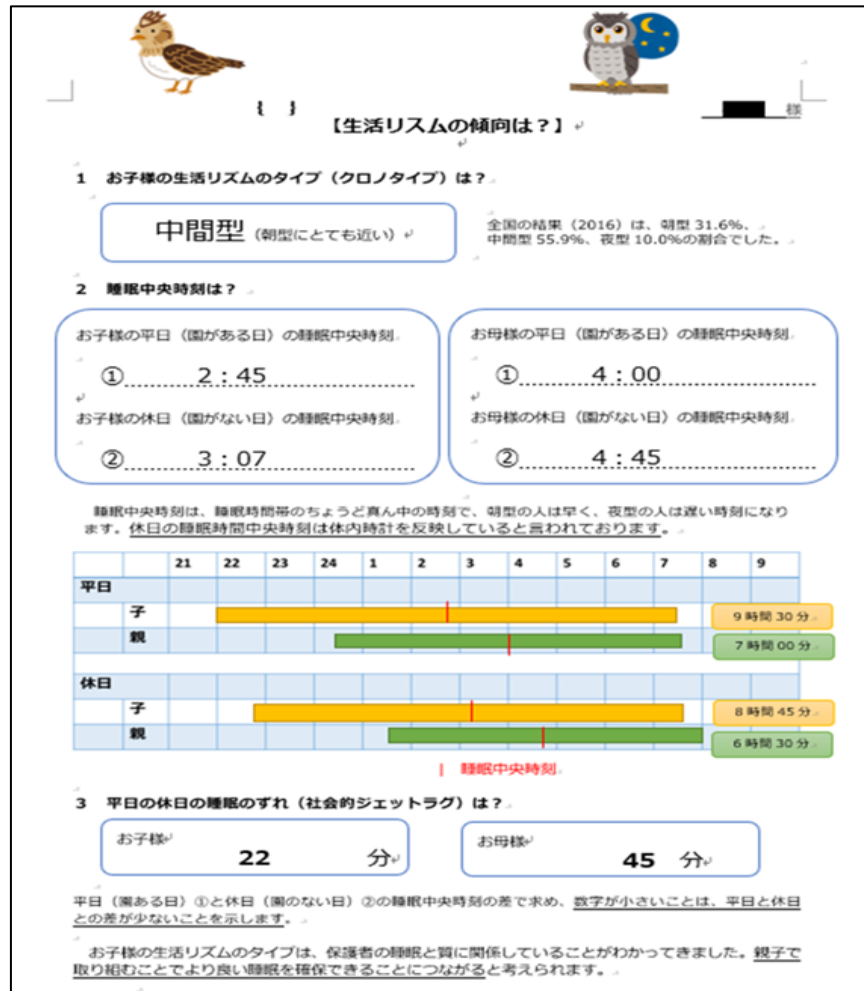 { }
様
【生活リスムの傾向は？】
1 お子様の生活リズムのタイプ（クロノタイプ）は？
中間型（朝型にとても近い）
全国の結果（2016）は、朝型 31.6%、
中間型 55.9%、夜型 10.0%の割合でした。
2 睡眠中央時刻は？
お子様の平日（園がある日）の睡眠中央時刻
① 2：45
お子様の休日（園がない日）の睡眠中央時刻
② 3：07
お母様の平日（園がある日）の睡眠中央時刻
① 4：00
お母様の休日（園がない日）の睡眠中央時刻
② 4：45
睡眠中央時刻は、睡眠時間帯のちょうど真ん中の時刻で、朝型の人は早く、夜型の人は遅い時刻になり
ます。休日の睡眠時間中央時刻は体内時計を反映していると言われております。
21 22 23 24 1 2 3 4 5 6 7 8 9
平日
子 9時間30分
親 7時間00分
休日
子 8時間45分
親 6時間30分
| 睡眠中央時刻
3 平日の休日の睡眠のずれ（社会的ジェットラグ）は？
お子様
22 分
お母様
45 分
平日（園ある日）①と休日（園のない日）②の睡眠中央時刻の差で求め、数字が小さいことは、平日と休日
との差が少ないことを示します。
お子様の生活リズムのタイプは、保護者の睡眠と質に関係していることがわかってきました。親子で
取り組むことでより良い睡眠を確保できることにつながると考えられます。